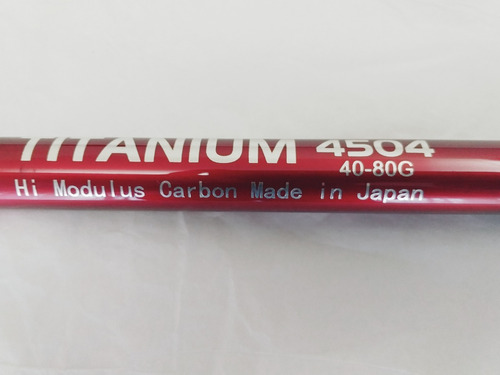 TITANIUM 4504
40-80G
Hi Modulus Carbon Made in Japan